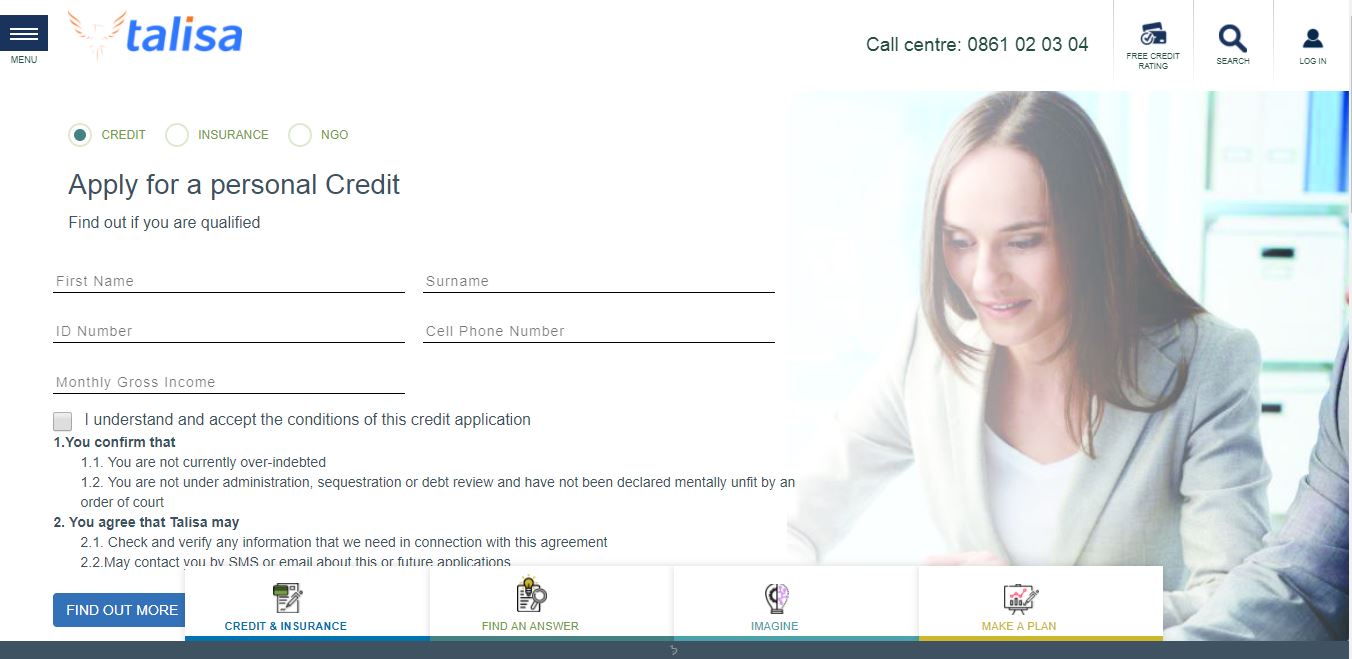 MENU
talisa
Call centre: 0861 02 03 04
FREE CREDIT
RATING
SEARCH
LOG IN
CREDIT
INSURANCE
NGO
Apply for a personal Credit
Find out if you are qualified
First Name
Surname
ID Number
Cell Phone Number
Monthly Gross Income
I understand and accept the conditions of this credit application
1.You confirm that
1.1. You are not currently over-indebted
1.2. You are not under administration, sequestration or debt review and have not been declared mentally unfit by an
order of court
2. You agree that Talisa may
2.1. Check and verify any information that we need in connection with this agreement
2.2.May contact you by SMS or email about this or future applications
FIND OUT MORE
CREDIT & INSURANCE
FIND AN ANSWER
IMAGINE
MAKE A PLAN